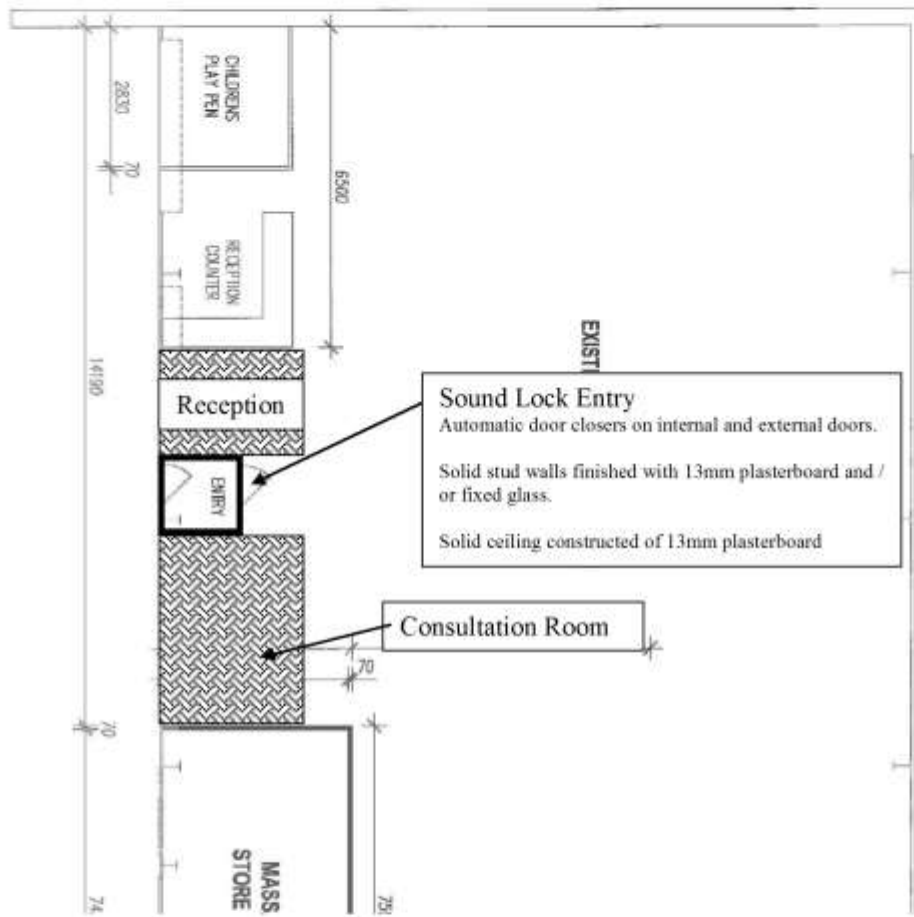 CHILDRENS
PLAY PEN
2830
70
6500
RECEPTION
COUNTER
EXISTI
14190
Reception
Sound Lock Entry
Automatic door closers on internal and external doors.
Solid stud walls finished with 13mm plasterboard and /
or fixed glass.
Solid ceiling constructed of 13mm plasterboard
ENTRY
Consultation Room
70
70
MASS
STORE
74
75